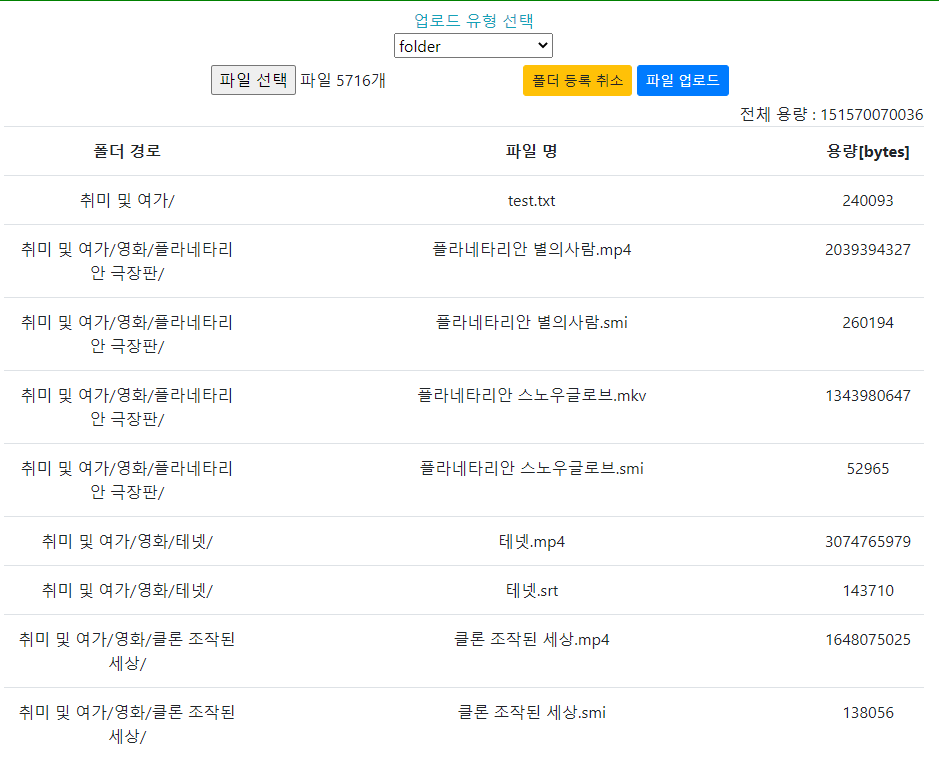 업로드 유형 선택
folder
파일 선택 파일 5716개 폴더 등록 취소 파일 업로드
전체 용량 : 151570070036
폴더 경로 파일 명 용량[bytes]
취미 및 여가/ test.txt 240093
취미 및 여가/영화/플라네타리 플라네타리안 별의사람.mp4 2039394327
안 극장판/
취미 및 여가/영화/플라네타리 플라네타리안 별의사람.smi 260194
안 극장판/
취미 및 여가/영화/플라네타리 플라네타리안 스노우글로브.mkv 1343980647
안 극장판/
취미 및 여가/영화/플라네타리 플라네타리안 스노우글로브.smi 52965
안 극장판/
취미 및 여가/영화/테넷/ 테넷.mp4 3074765979
취미 및 여가/영화/테넷/ 테넷.srt 143710
취미 및 여가/영화/클론 조작된 클론 조작된 세상.mp4 1648075025
세상/
취미 및 여가/영화/클론 조작된 클론 조작된 세상.smi 138056
세상/